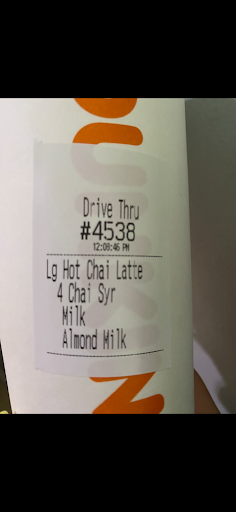 Drive Thru
#4538
12:08:46 PM
Lg Hot Chai Latte
4 Chai Syr
Milk
Almond Milk